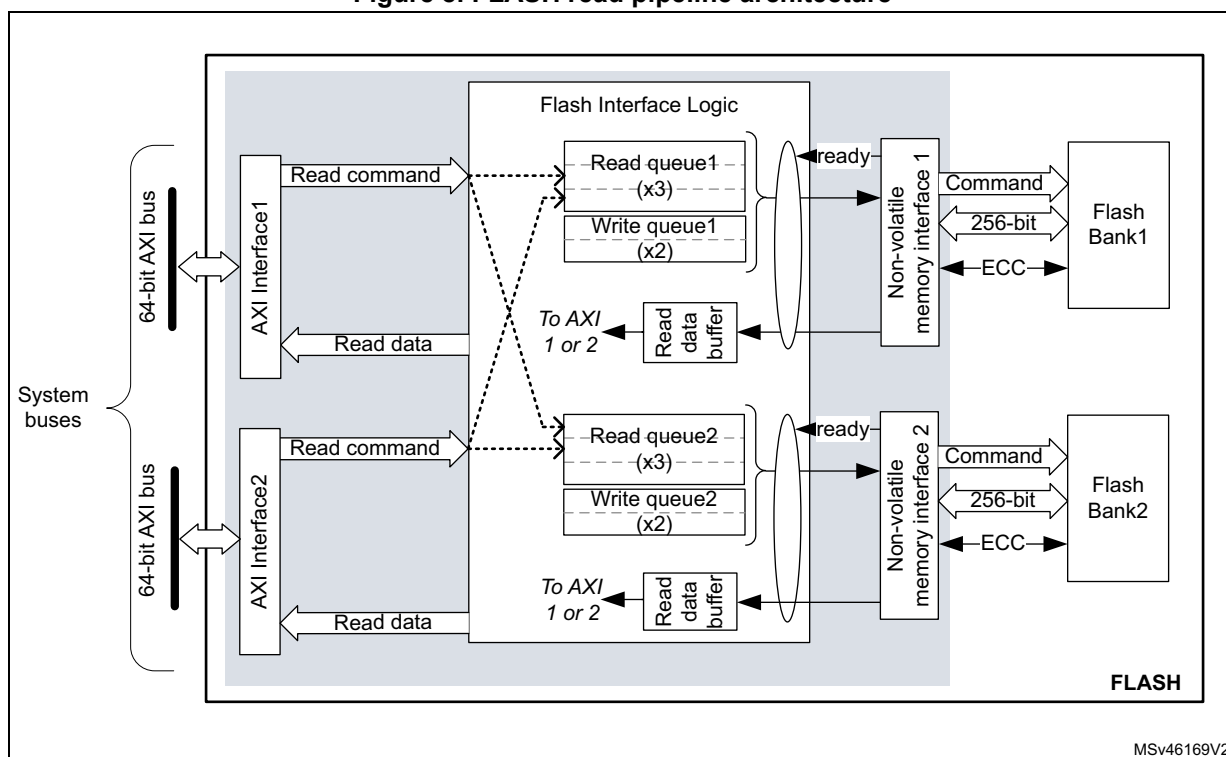 Figure FLASH read pipeline architecture
Flash Interface Logic
System buses
64-bit AXI bus
AXI Interface1
Read command
Read data
Read queue1
(x3)
Write queue1
(x2)
To AXI
1 or 2
Read
data
buffer
ready
Non-volatile
memory interface 1
Command
256-bit
ECC
Flash
Bank1
64-bit AXI bus
AXI Interface2
Read command
Read data
Read queue2
(x3)
Write queue2
(x2)
To AXI
1 or 2
Read
data
buffer
ready
Non-volatile
memory interface 2
Command
256-bit
ECC
Flash
Bank2
FLASH
MSv46169V2